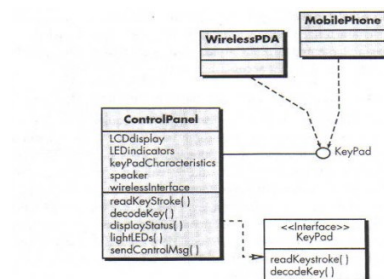 MobilePhone
WirelessPDA
ControlPanel
LCDdisplay
LEDindicators
keyPadCharacteristics
speaker
wirelessInterface
readKeyStroke( )
decodeKey( )
displayStatus( )
lightLEDs( )
sendControlMsg( )
KeyPad
<<Interface>>
KeyPad
readKeystroke( )
decodeKey( )